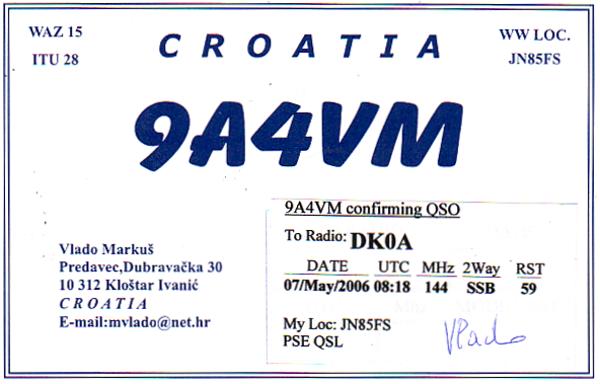 WAZ 15
ITU 28
CROATIA
WW LOC.
JN85FS
9A4VM
Vlado Markuš
Predavec,Dubravačka 30
10 312 Kloštar Ivanić
CROATIA
E-mail:mvlado@net.hr
9A4VM confirming QSO
To Radio: DK0A
DATE UTC MHz 2Way RST
07/May/2006 08:18 144 SSB 59
My Loc: JN85FS
PSE QSL
Vlado